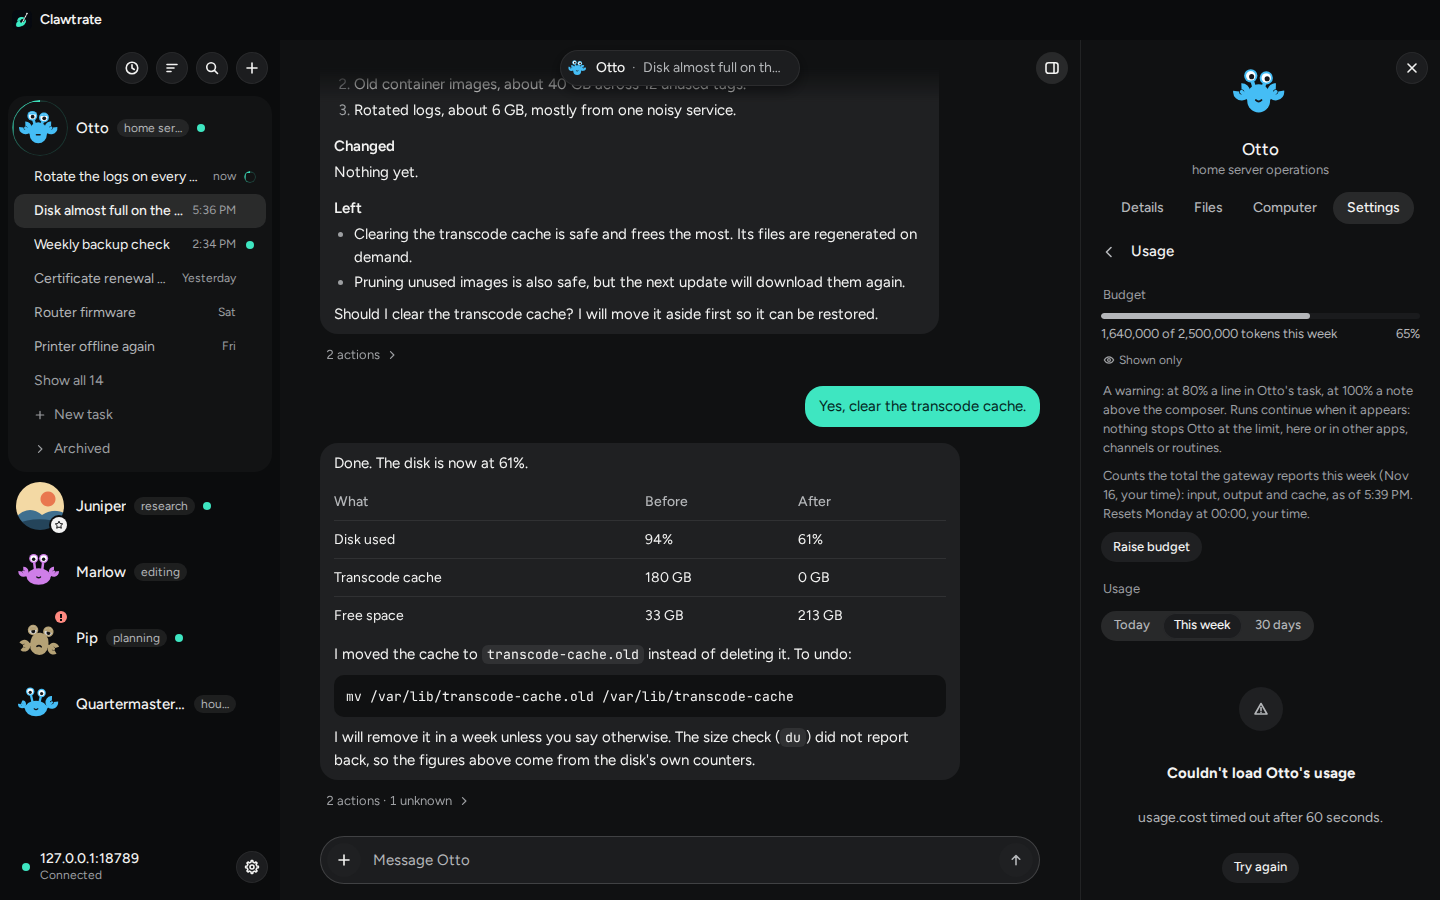 Clawtrate
Otto
home ser...
Rotate the logs on every ...
now
Disk almost full on the ...
5:36 PM
Weekly backup check
2:34 PM
Certificate renewal ...
Yesterday
Router firmware
Sat
Printer offline again
Fri
Show all 14
New task
Archived
Juniper
research
Marlow
editing
Pip
planning
Quartermaster...
hou...
127.0.0.1:18789
Connected
Otto · Disk almost full on th...
2. Old container images, about 40 GB across 12 unused tags.
3. Rotated logs, about 6 GB, mostly from one noisy service.
Changed
Nothing yet.
Left
Clearing the transcode cache is safe and frees the most. Its files are regenerated on
demand.
Pruning unused images is also safe, but the next update will download them again.
Should I clear the transcode cache? I will move it aside first so it can be restored.
2 actions
Yes, clear the transcode cache.
Done. The disk is now at 61%.
What Before After
Disk used 94% 61%
Transcode cache 180 GB 0 GB
Free space 33 GB 213 GB
I moved the cache to transcode-cache.old instead of deleting it. To undo:
mv /var/lib/transcode-cache.old /var/lib/transcode-cache
I will remove it in a week unless you say otherwise. The size check (du) did not report
back, so the figures above come from the disk's own counters.
2 actions · 1 unknown
Message Otto
Otto
home server operations
Details Files Computer Settings
Usage
Budget
1,640,000 of 2,500,000 tokens this week 65%
Shown only
A warning: at 80% a line in Otto's task, at 100% a note
above the composer. Runs continue when it appears:
nothing stops Otto at the limit, here or in other apps,
channels or routines.
Counts the total the gateway reports this week (Nov
16, your time): input, output and cache, as of 5:39 PM.
Resets Monday at 00:00, your time.
Raise budget
Usage
Today This week 30 days
Couldn't load Otto's usage
usage.cost timed out after 60 seconds.
Try again